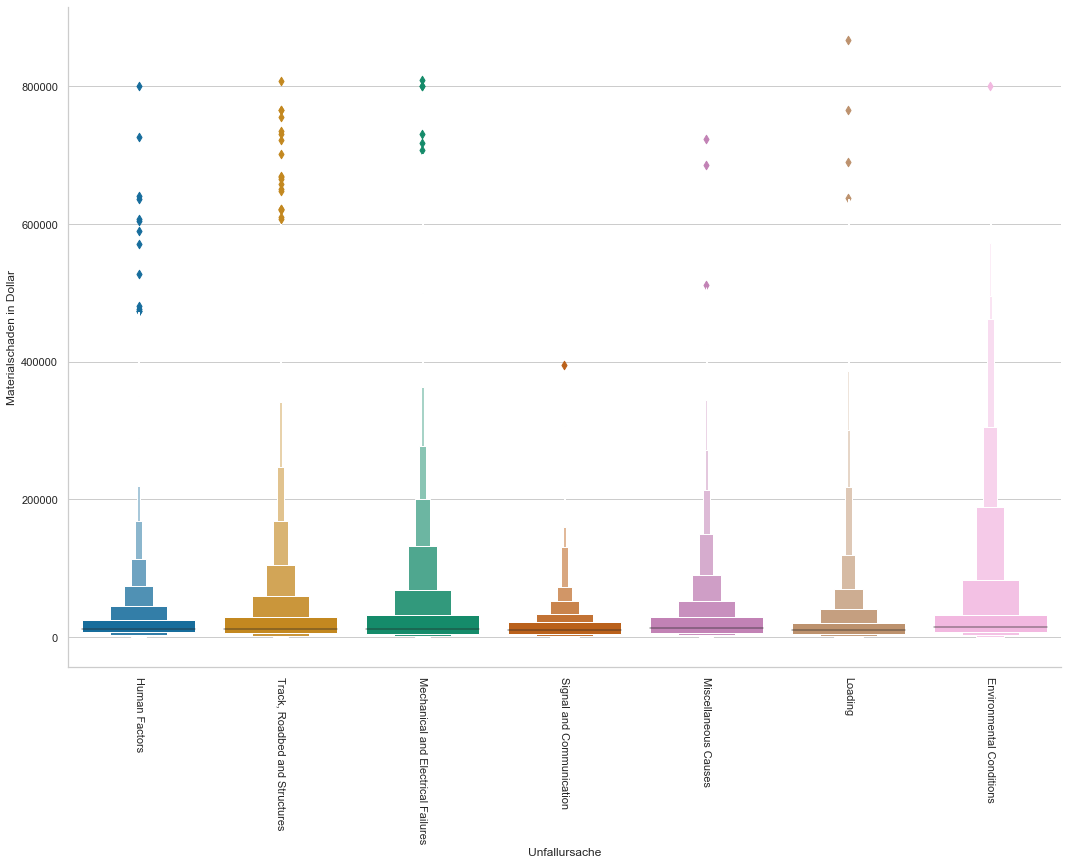 Materialschaden in Dollar
800000
600000
400000
200000
0
Human Factors
Track, Roadbed and Structures
Mechanical and Electrical Failures
Signal and Communication
Miscellaneous Causes
Loading
Environmental Conditions
Unfallursache